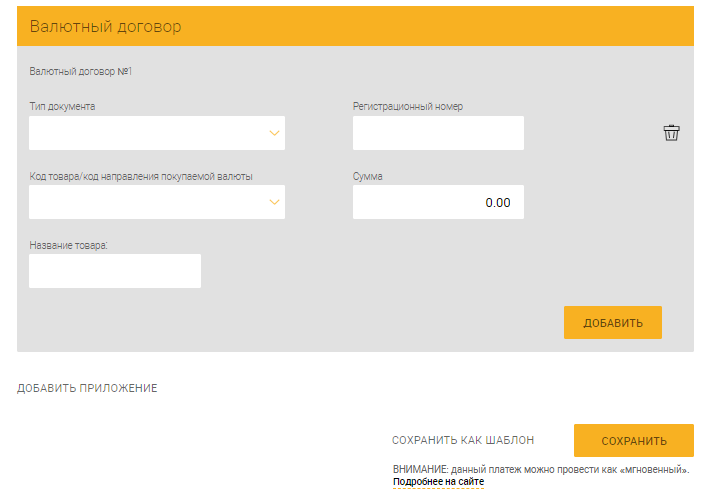 Валютный договор
Валютный договор №1
Тип документа
Регистрационный номер
Код товара/код направления покупаемой валюты
Сумма
0.00
Название товара:
ДОБАВИТЬ
ДОБАВИТЬ ПРИЛОЖЕНИЕ
СОХРАНИТЬ КАК ШАБЛОН
СОХРАНИТЬ
ВНИМАНИЕ: данный платеж можно провести как «мгновенный».
Подробнее на сайте